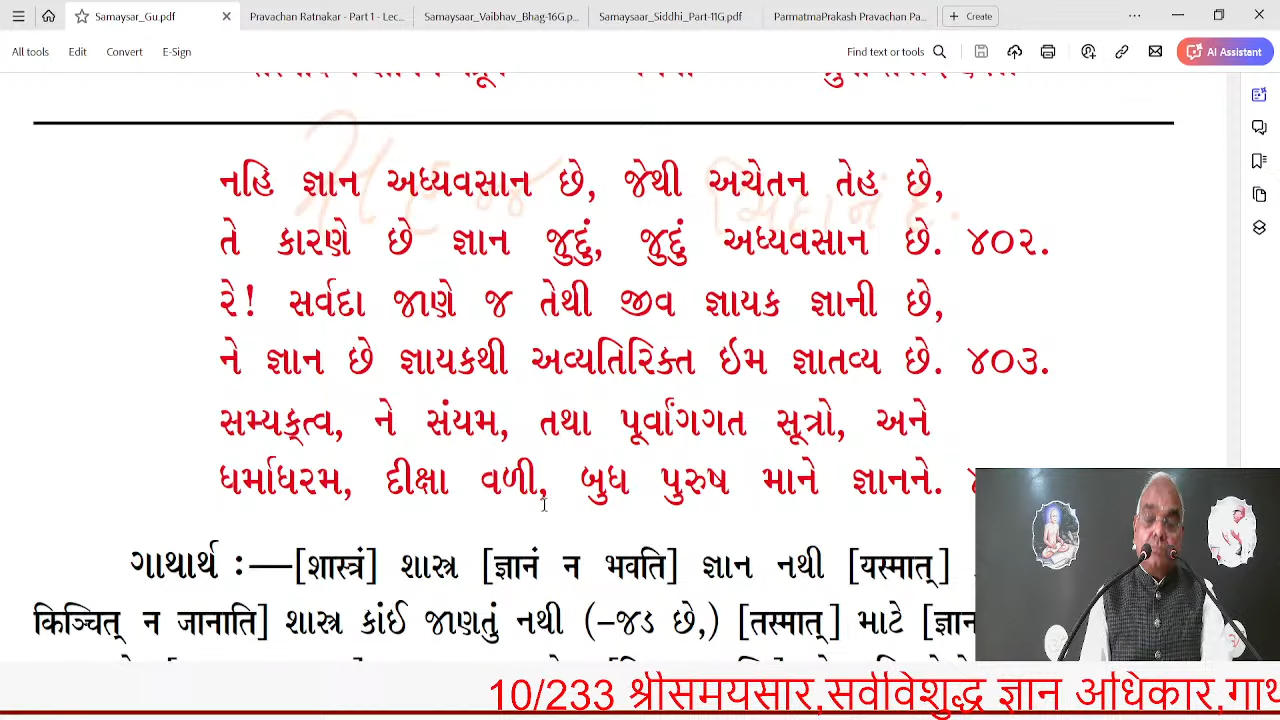 Samaysar_Gu.pdf
Pravachan Ratnakar - Part 1 - Lec...
Samaysaar_Vaibhav_Bhag-16G.p...
Samaysaar_Siddhi_Part-11G.pdf
ParmatmaPrakash Pravachan Pa...
Create
All tools Edit Convert E-Sign
Find text or tools
AI Assistant
નહિ જ્ઞાન અધ્યવસાન છે, જેથી અચેતન તેહ છે,
તે કારણે છે જ્ઞાન જુદું, જુદું અધ્યવસાન છે. ૪૦૨.
રે! સર્વદા જાણે જ તેથી જીવ જ્ઞાયક જ્ઞાની છે,
ને જ્ઞાન છે જ્ઞાયકથી અવ્યતિરિક્ત ઇમ જ્ઞાતવ્ય છે. ૪૦૩.
સમ્યક્ત્વ, ને સંયમ, તથા પૂર્વાંગગત સૂત્રો, અને
ધર્માધરમ, દીક્ષા વળી, બુધ પુરુષ માને જ્ઞાનને.
ગાથાર્થ :—[शास्त्रं] શાસ્ત્ર [ज्ञानं न भवति] જ્ઞાન નથી [यस्मात्]
किञ्चित् न जानाति] શાસ્ત્ર કાંઈ જાણતું નથી (-જડ છે,) [तस्मात्] માટે
10/233 श्रीसमयसार,सर्वविशुद्ध ज्ञान अधिकार,